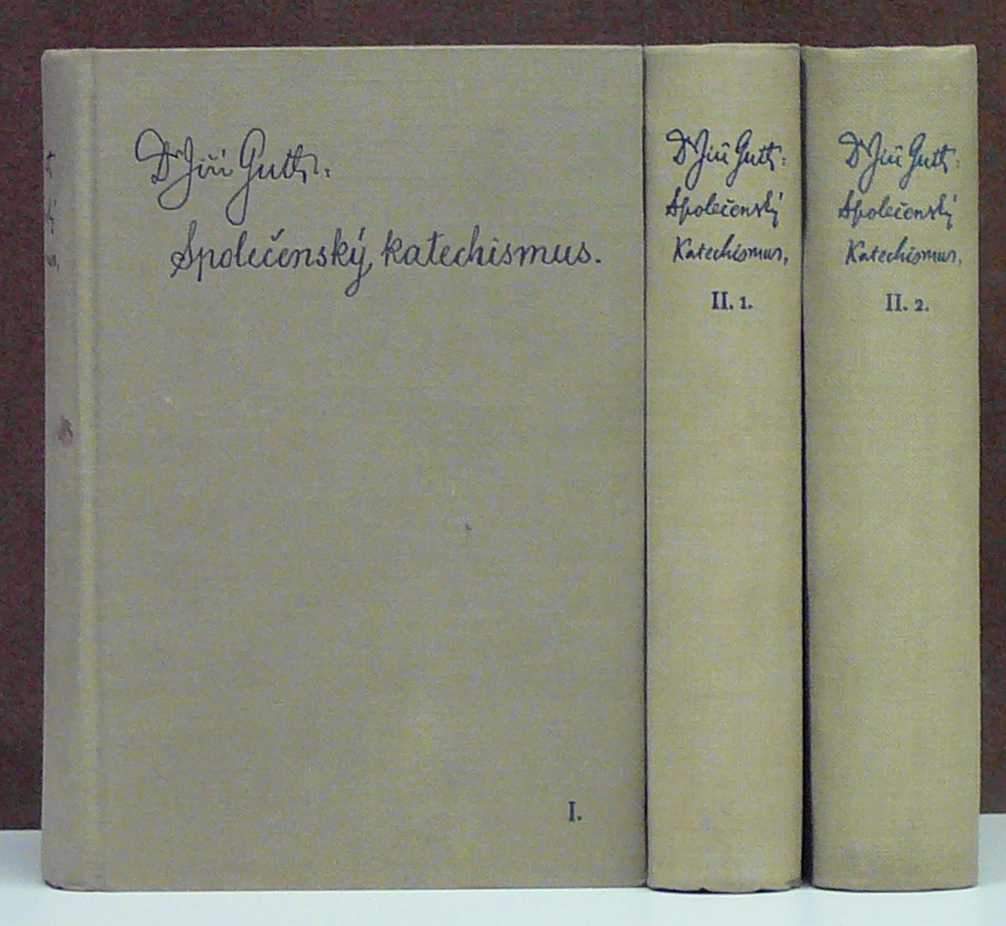 Dr Jiří Guth:
Společenský katechismus.
I.
Dr Jiří Guth:
Společenský
Katechismus,
II. 1.
Dr Jiří Guth:
Společenský
Katechismus,
II. 2.